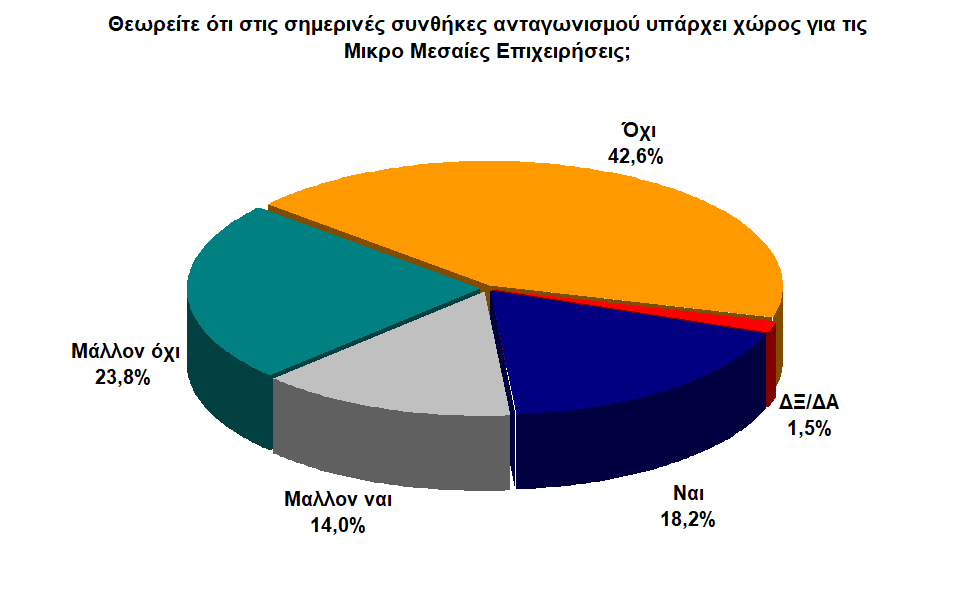 Θεωρείτε ότι στις σημερινές συνθήκες ανταγωνισμού υπάρχει χώρος για τις
Μικρο Μεσαίες Επιχειρήσεις;
Όχι
42,6%
Μάλλον όχι
23,8%
ΔΞ/ΔΑ
1,5%
Μαλλον ναι
14,0%
Ναι
18,2%